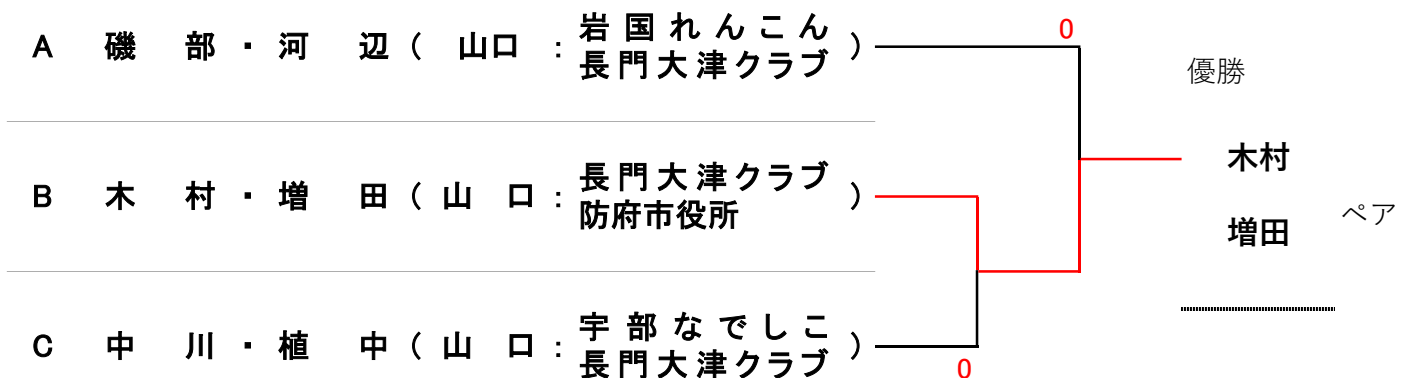 0
A 磯 部 ・ 河 辺 ( 山口 : 岩国れんこん
長門大津クラブ )
優勝
木村
B 木 村 ・ 増 田 ( 山 口 : 長門大津クラブ
防府市役所 )
増田 ペア
C 中 川 ・ 植 中 ( 山 口 : 宇部なでしこ
長門大津クラブ )
0